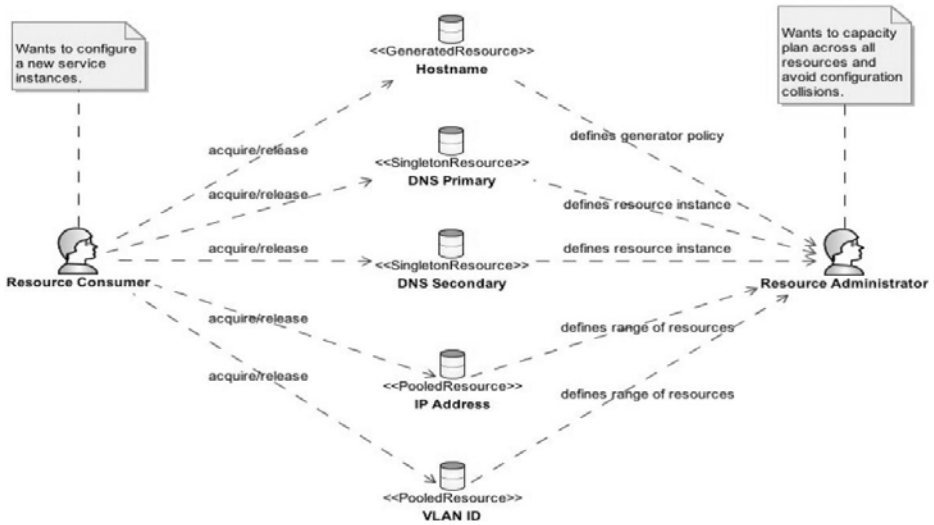 Wants to configure
a new service
instances.
Wants to capacity
plan across all
resources and
avoid configuration
collisions.
<<GeneratedResource>>
Hostname
defines generator policy
acquire/release
<<SingletonResource>>
DNS Primary
acquire/release
defines resource instance
acquire/release
defines resource instance
<<SingletonResource>>
DNS Secondary
Resource Consumer
Resource Administrator
acquire/release
defines range of resources
<<PooledResource>>
IP Address
acquire/release
defines range of resources
<<PooledResource>>
VLAN ID